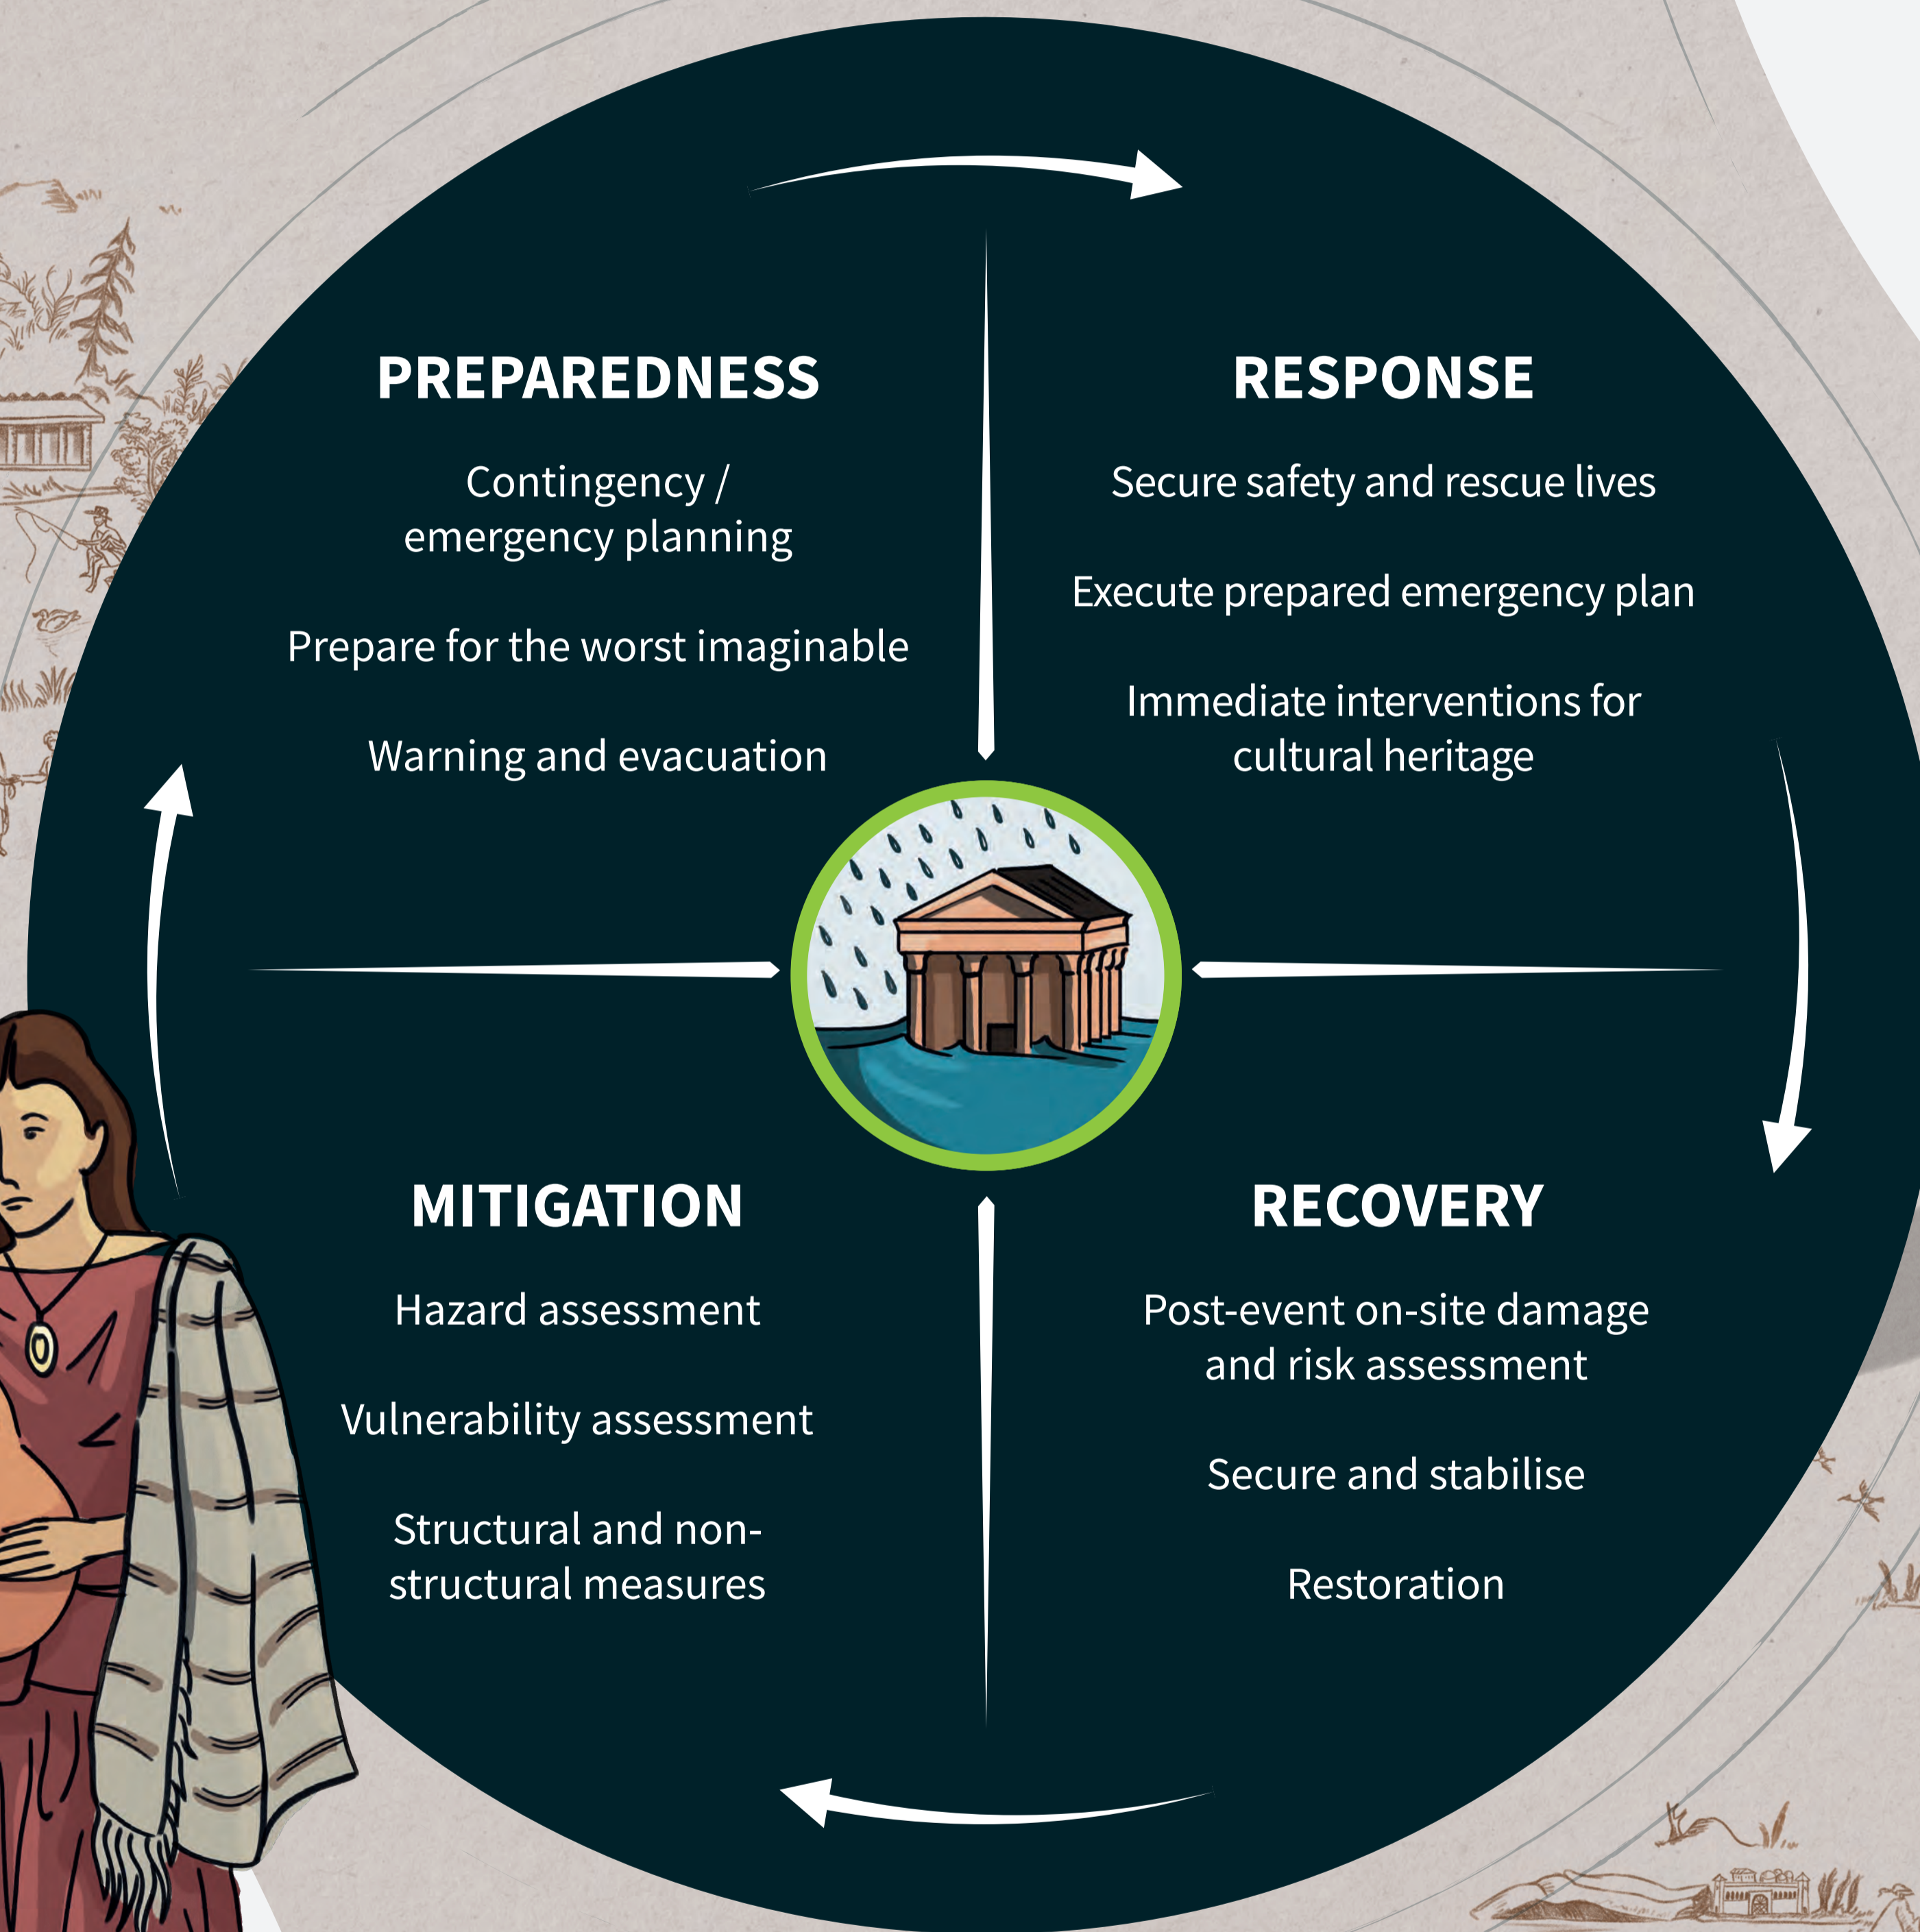 PREPAREDNESS
Contingency /
emergency planning
Prepare for the worst imaginable
Warning and evacuation
RESPONSE
Secure safety and rescue lives
Execute prepared emergency plan
Immediate interventions for
cultural heritage
MITIGATION
Hazard assessment
Vulnerability assessment
Structural and non-
structural measures
RECOVERY
Post-event on-site damage
and risk assessment
Secure and stabilise
Restoration